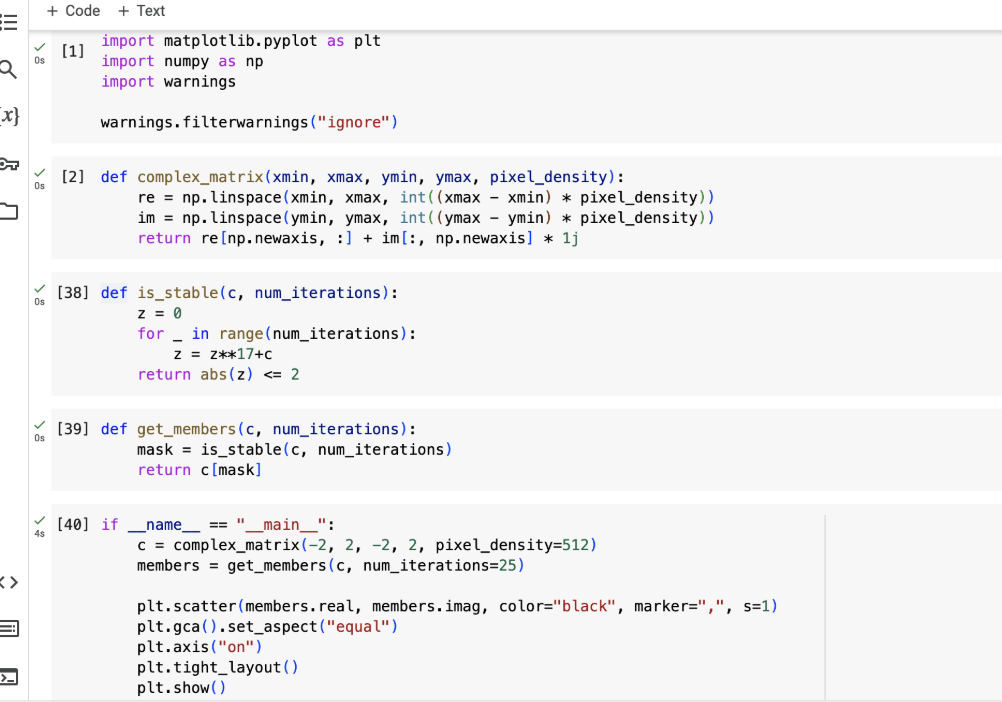 + Code + Text
[1] import matplotlib.pyplot as plt
0s
import numpy as np
import warnings
{x}
warnings.filterwarnings("ignore")
[2] def complex_matrix(xmin, xmax, ymin, ymax, pixel_density):
0s
    re = np.linspace(xmin, xmax, int((xmax - xmin) * pixel_density))
    im = np.linspace(ymin, ymax, int((ymax - ymin) * pixel_density))
    return re[np.newaxis, :] + im[:, np.newaxis] * 1j
[38] def is_stable(c, num_iterations):
0s
    z = 0
    for _ in range(num_iterations):
        z = z**17+c
    return abs(z) <= 2
[39] def get_members(c, num_iterations):
0s
    mask = is_stable(c, num_iterations)
    return c[mask]
[40] if __name__ == "__main__":
4s
    c = complex_matrix(-2, 2, -2, 2, pixel_density=512)
    members = get_members(c, num_iterations=25)
    plt.scatter(members.real, members.imag, color="black", marker=",", s=1)
    plt.gca().set_aspect("equal")
    plt.axis("on")
    plt.tight_layout()
    plt.show()